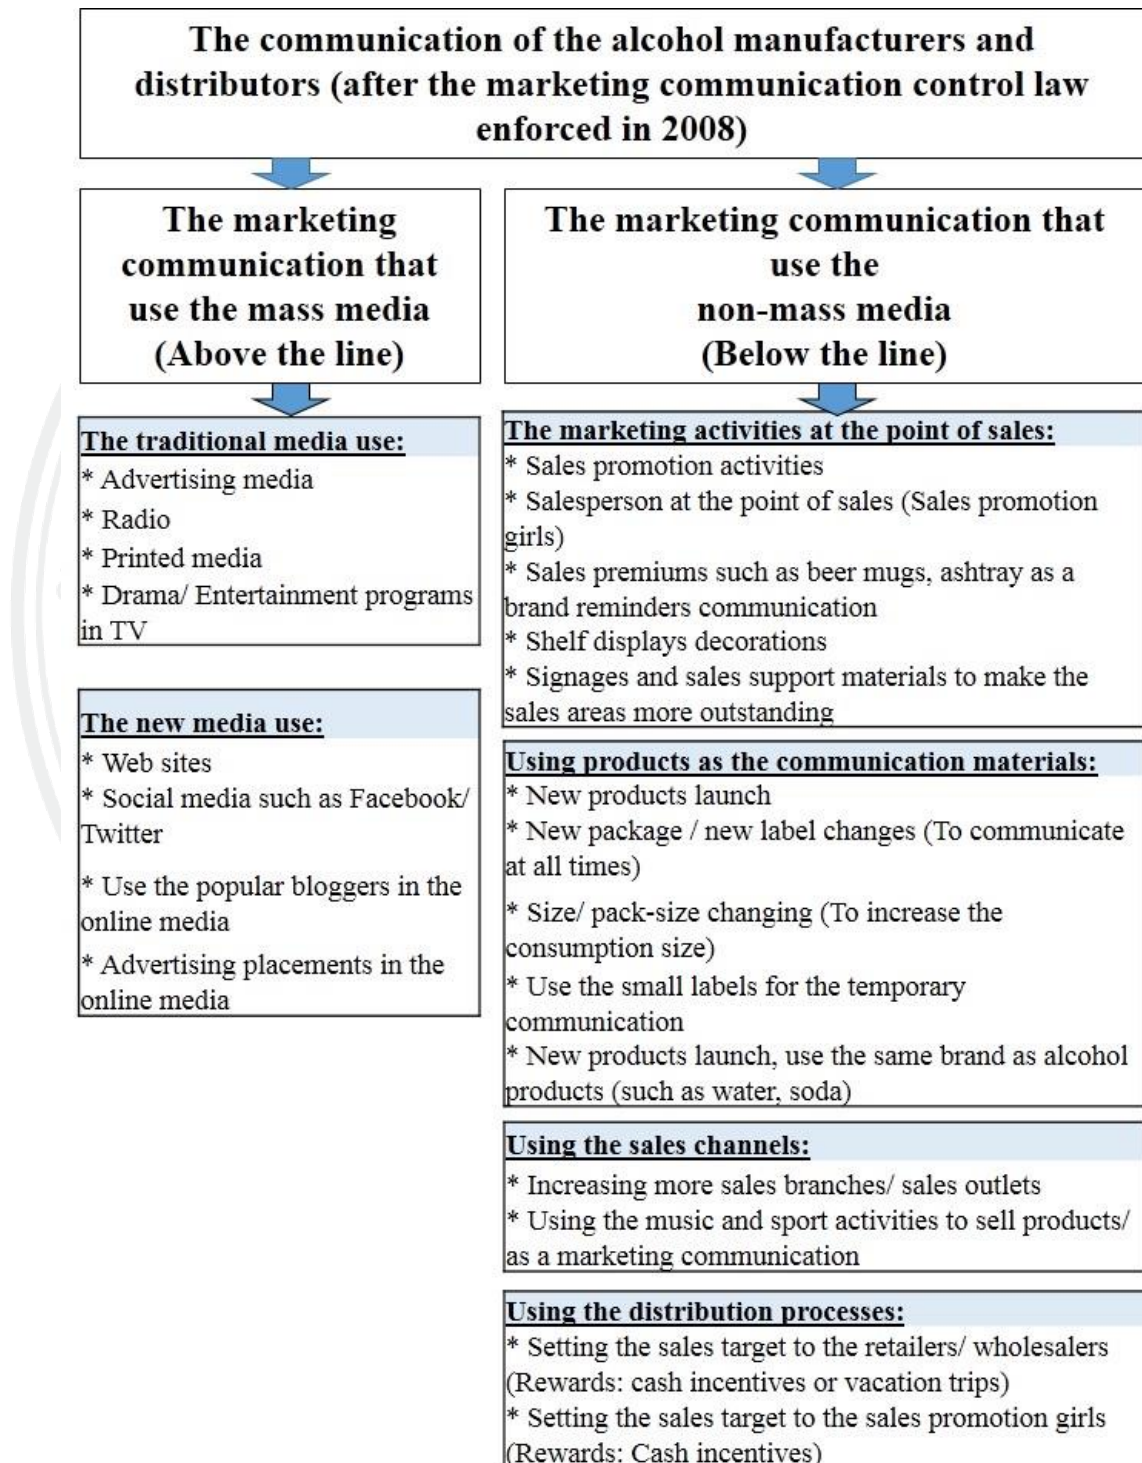 The communication of the alcohol manufacturers and
distributors (after the marketing communication control law
enforced in 2008)
The marketing
communication that
use the mass media
(Above the line)
The marketing communication that
use the
non-mass media
(Below the line)
The traditional media use:
* Advertising media
* Radio
* Printed media
* Drama/ Entertainment programs
in TV
The new media use:
* Web sites
* Social media such as Facebook/
Twitter
* Use the popular bloggers in the
online media
* Advertising placements in the
online media
The marketing activities at the point of sales:
* Sales promotion activities
* Salesperson at the point of sales (Sales promotion
girls)
* Sales premiums such as beer mugs, ashtray as a
brand reminders communication
* Shelf displays decorations
* Signages and sales support materials to make the
sales areas more outstanding
Using products as the communication materials:
* New products launch
* New package / new label changes (To communicate
at all times)
* Size/ pack-size changing (To increase the
consumption size)
* Use the small labels for the temporary
communication
* New products launch, use the same brand as alcohol
products (such as water, soda)
Using the sales channels:
* Increasing more sales branches/ sales outlets
* Using the music and sport activities to sell products/
as a marketing communication
Using the distribution processes:
* Setting the sales target to the retailers/ wholesalers
(Rewards: cash incentives or vacation trips)
* Setting the sales target to the sales promotion girls
(Rewards: Cash incentives)